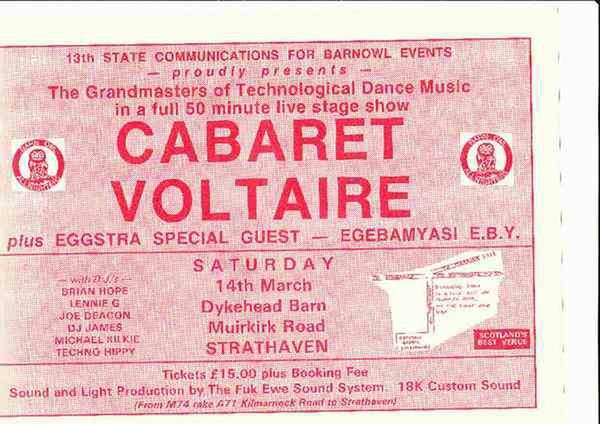 13th STATE COMMUNICATIONS FOR BARNOWL EVENTS
— proudly presents —
The Grandmasters of Technological Dance Music
in a full 50 minute live stage show
CABARET
VOLTAIRE
plus EGGSTRA SPECIAL GUEST — EGEBAMYASI E.B.Y.
— with DJ's —
BRIAN HOPE
LENNIE G
JOE DEACON
DJ JAMES
MICHAEL KILKIE
TECHNO HIPPY
SATURDAY
14th March
Dykehead Barn
Muirkirk Road
STRATHAVEN
SCOTLAND'S
BEST VENUE
Tickets £15.00 plus Booking Fee
Sound and Light Production by The Fuk Ewe Sound System. 18K Custom Sound
(From M74 take A71 Kilmarnock Road to Strathaven)